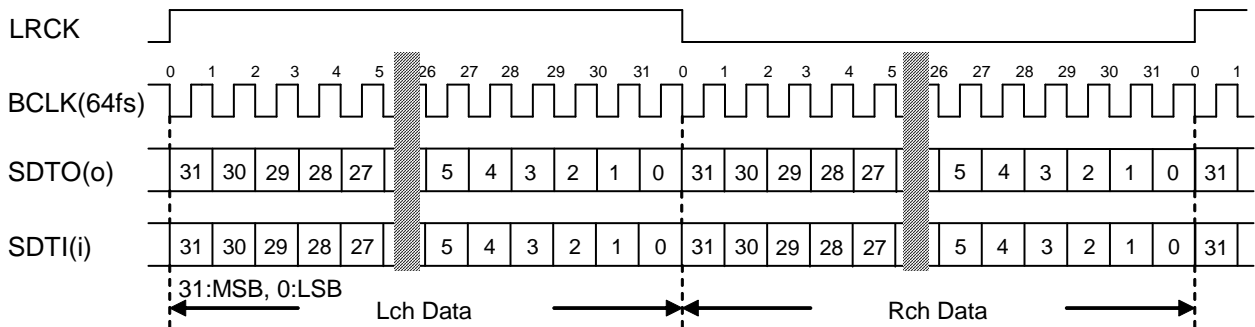 LRCK
0 1 2 3 4 5 26 27 28 29 30 31 0 1 2 3 4 5 26 27 28 29 30 31 0 1
BCLK(64fs)
SDTO(o) 31 30 29 28 27 5 4 3 2 1 0 31 30 29 28 27 5 4 3 2 1 0 31
SDTI(i) 31 30 29 28 27 5 4 3 2 1 0 31 30 29 28 27 5 4 3 2 1 0 31
31:MSB, 0:LSB
Lch Data Rch Data